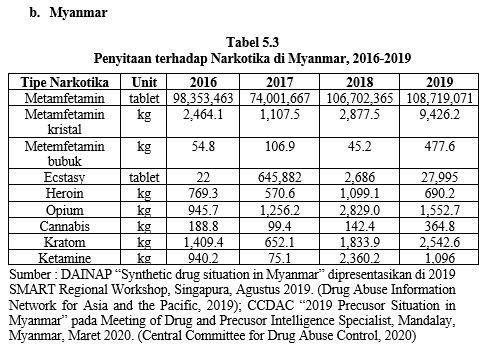 b. Myanmar
Tabel 5.3
Penyitaan terhadap Narkotika di Myanmar, 2016-2019
Tipe Narkotika Unit 2016 2017 2018 2019
Metamfetamin tablet 98,353,463 74,001,667 106,702,365 108,719,071
Metamfetamin kg 2,464.1 1,107.5 2,877.5 9,426.2
kristal
Metemfetamin kg 54.8 106.9 45.2 477.6
bubuk
Ecstasy tablet 22 645,882 2,686 27,995
Heroin kg 769.3 570.6 1,099.1 690.2
Opium kg 945.7 1,256.2 2,829.0 1,552.7
Cannabis kg 188.8 99.4 142.4 364.8
Kratom kg 1,409.4 652.1 1,833.9 2,542.6
Ketamine kg 940.2 75.1 2,360.2 1,096
Sumber : DAINAP “Synthetic drug situation in Myanmar” dipresentasikan di 2019
SMART Regional Workshop, Singapura, Agustus 2019. (Drug Abuse Information
Network for Asia and the Pacific, 2019); CCDAC “2019 Precusor Situation in
Myanmar” pada Meeting of Drug and Precusor Intelligence Specialist, Mandalay,
Myanmar, Maret 2020. (Central Committee for Drug Abuse Control, 2020)